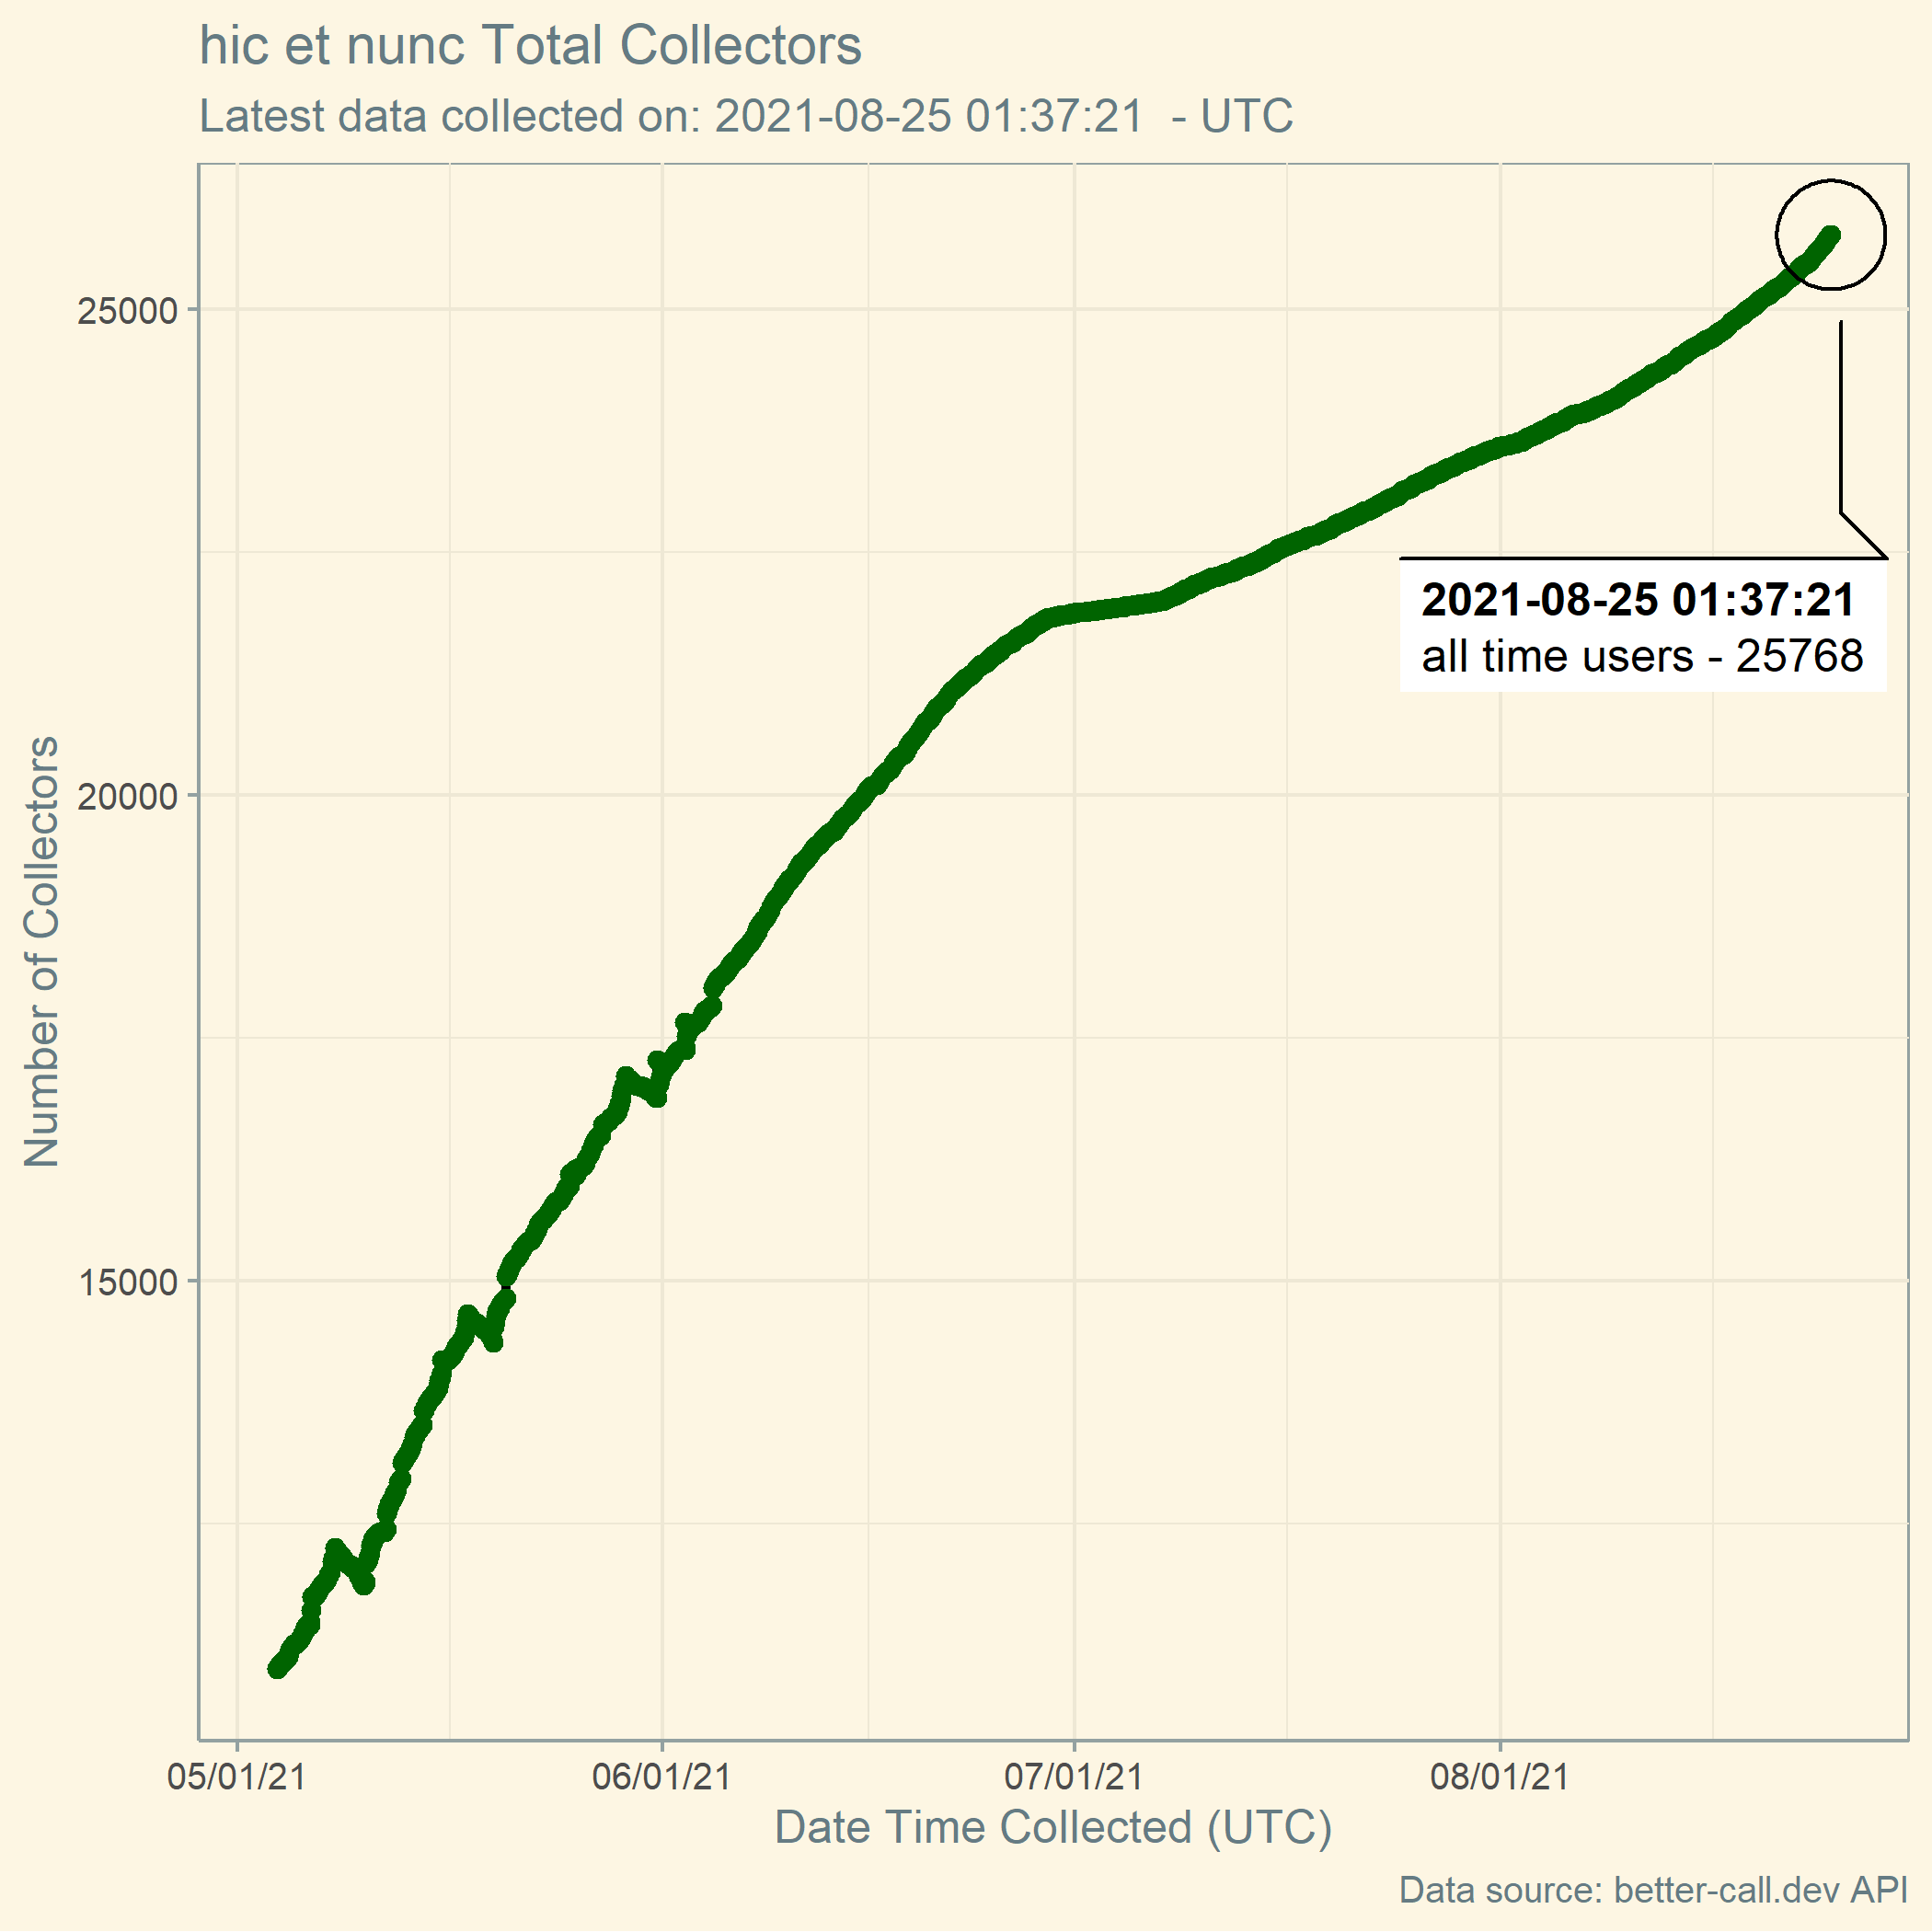 hic et nunc Total Collectors
Latest data collected on: 2021-08-25 01:37:21  - UTC
25000
20000
15000
Number of Collectors
2021-08-25 01:37:21
all time users - 25768
05/01/21
06/01/21
07/01/21
08/01/21
Date Time Collected (UTC)
Data source: better-call.dev API